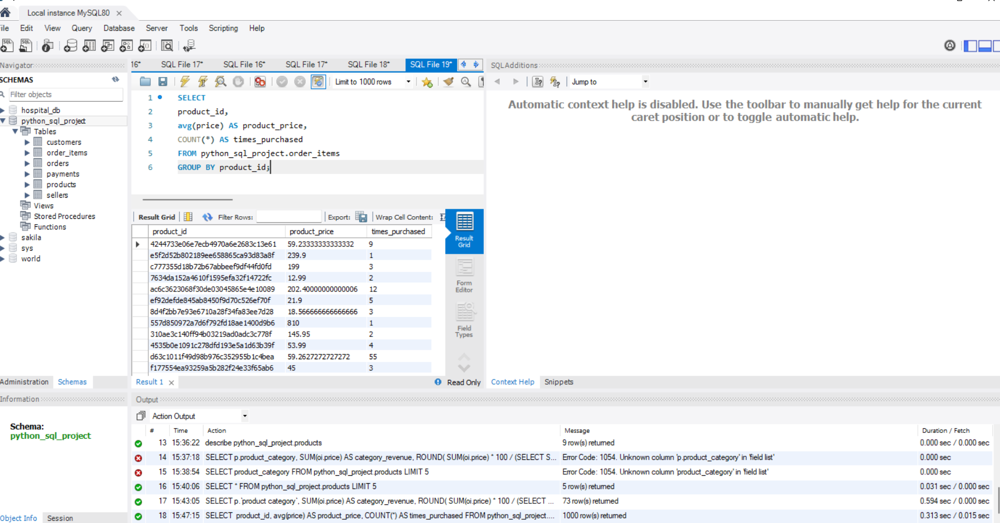 Local instance MySQL80
File Edit View Query Database Server Tools Scripting Help
Navigator
SCHEMAS
Filter objects
hospital_db
python_sql_project
Tables
customers
order_items
orders
payments
products
sellers
Views
Stored Procedures
Functions
sakila
sys
world
Administration Schemas
Information
Schema:
python_sql_project
Object Info Session
16* SQL File 17* SQL File 16* SQL File 17* SQL File 18* SQL File 19*
Limit to 1000 rows
1 SELECT
2 product_id,
3 avg(price) AS product_price,
4 COUNT(*) AS times_purchased
5 FROM python_sql_project.order_items
6 GROUP BY product_id;
Result Grid Filter Rows: Export: Wrap Cell Content:
product_id product_price times_purchased
4244733e06e7ecb4970a6e2683c13e61 59.23333333333332 9
e5f2d52b802189ee658865ca93d83a8f 239.9 1
c777355d18b72b67abbeef9df44fd0fd 199 3
7634da152a4610f1595efa32f14722fc 12.99 2
ac6c3623068f30de03045865e4e10089 202.40000000000006 12
ef92defde845ab8450f9d70c526ef70f 21.9 5
8d4f2bb7e93e6710a28f34fa83ee7d28 18.566666666666666 3
557d850972a7d6f792fd18ae1400d9b6 810 1
310ae3c140ff94b03219ad0adc3c778f 145.95 2
4535b0e1091c278dfd193e5a1d63b39f 53.99 4
d63c1011f49d98b976c352955b1c4bea 59.2627272727272 55
f177554ea93259a5b282f24e33f65ab6 45 3
Result
Grid
Form
Editor
Field
Types
Result 1
Read Only
SQLAdditions
Jump to
Automatic context help is disabled. Use the toolbar to manually get help for the current
caret position or to toggle automatic help.
Context Help Snippets
Output
Action Output
# Time Action Message Duration / Fetch
13 15:36:22 describe python_sql_project.products 9 row(s) returned 0.000 sec / 0.000 sec
14 15:37:18 SELECT p.product_category, SUM(oi.price) AS category_revenue, ROUND( SUM(oi.price) * 100 / (SELECT S... Error Code: 1054. Unknown column 'p.product_category' in 'field list' 0.000 sec
15 15:38:54 SELECT product_category FROM python_sql_project.products LIMIT 5 Error Code: 1054. Unknown column 'product_category' in 'field list' 0.000 sec
16 15:40:06 SELECT * FROM python_sql_project.products LIMIT 5 5 row(s) returned 0.031 sec / 0.000 sec
17 15:43:05 SELECT p.`product category`, SUM(oi.price) AS category_revenue, ROUND( SUM(oi.price) * 100 / (SELECT ... 73 row(s) returned 0.594 sec / 0.000 sec
18 15:47:15 SELECT product_id, avg(price) AS product_price, COUNT(*) AS times_purchased FROM python_sql_project.... 1000 row(s) returned 0.313 sec / 0.015 sec